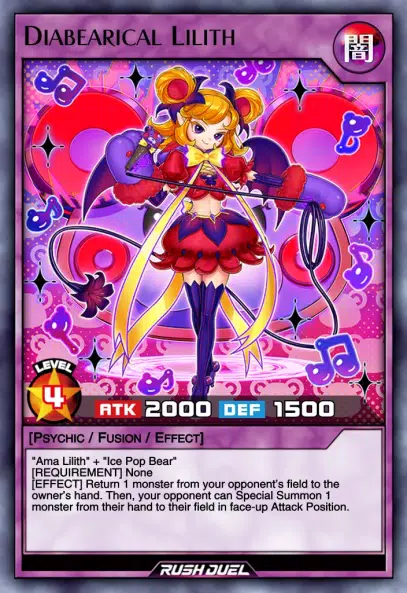 Diabearical Lilith
闇
LEVEL
4
ATK 2000 DEF 1500
[Psychic / Fusion / Effect]
"Ama Lilith" + "Ice Pop Bear"
[REQUIREMENT] None
[EFFECT] Return 1 monster from your opponent's field to the
owner's hand. Then, your opponent can Special Summon 1
monster from their hand to their field in face-up Attack Position.
RUSH DUEL